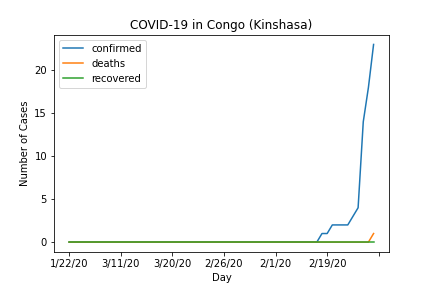 COVID-19 in Congo (Kinshasa)
confirmed
deaths
recovered
Number of Cases
20
15
10
5
0
1/22/20 3/11/20 3/20/20 2/26/20 2/1/20 2/19/20
Day